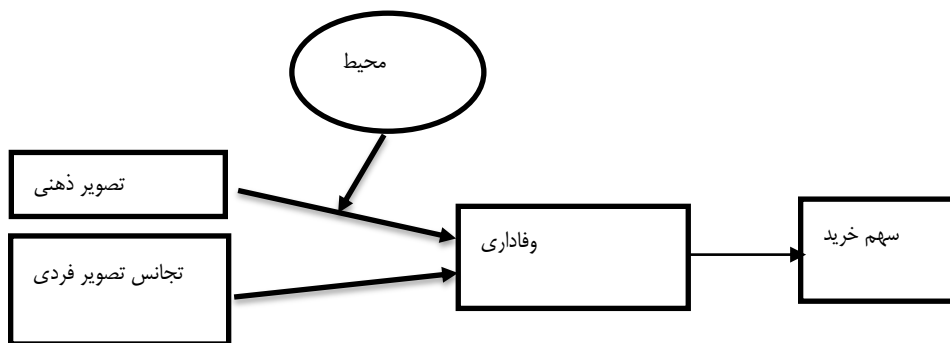 محیط
تصویر ذهنی
تجانس تصویر فردی
وفاداری
سهم خرید